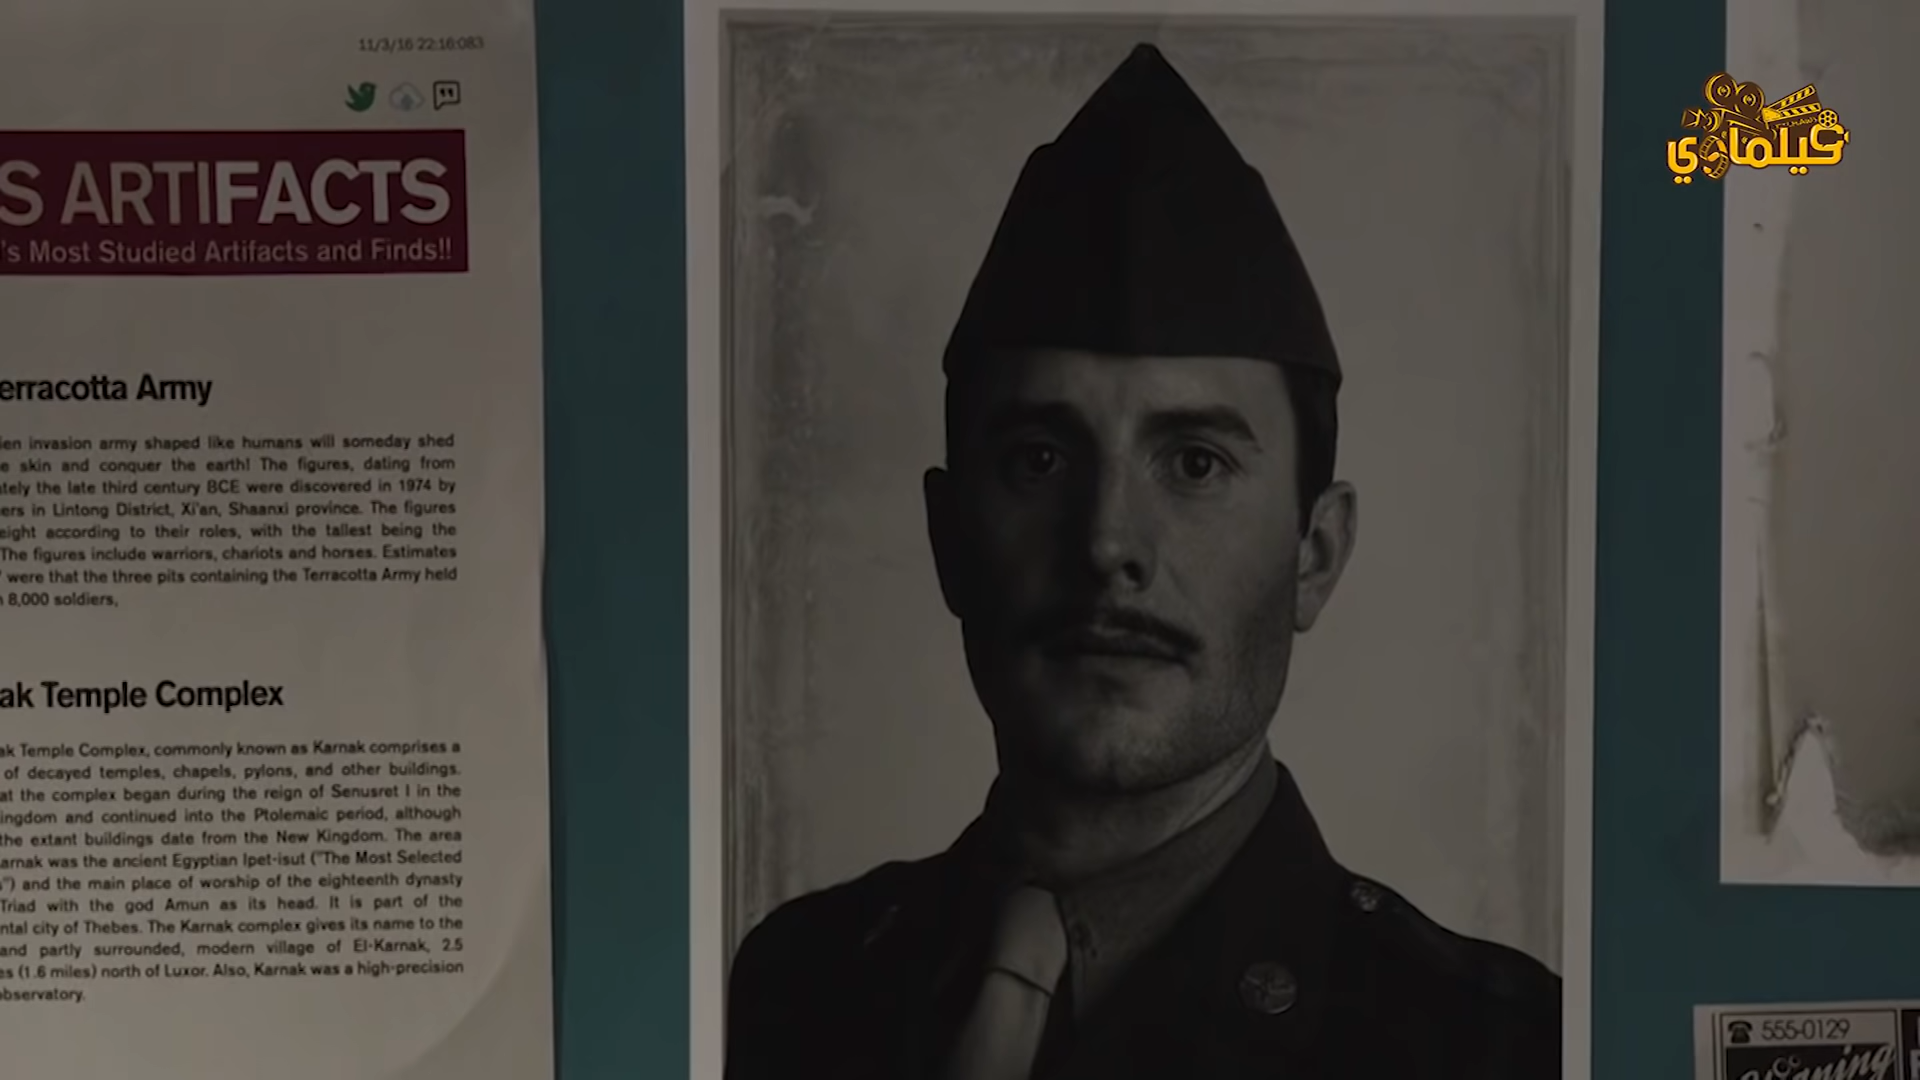 11/3/16 22:16:083
S ARTIFACTS
's Most Studied Artifacts and Finds!!
erracotta Army
ien invasion army shaped like humans will someday shed
e skin and conquer the earth! The figures, dating from
tely the late third century BCE were discovered in 1974 by
ers in Lintong District, Xi'an, Shaanxi province. The figures
eight according to their roles, with the tallest being the
The figures include warriors, chariots and horses. Estimates
were that the three pits containing the Terracotta Army held
n 8,000 soldiers,
ak Temple Complex
ak Temple Complex, commonly known as Karnak comprises a
of decayed temples, chapels, pylons, and other buildings.
at the complex began during the reign of Senusret I in the
ingdom and continued into the Ptolemaic period, although
the extant buildings date from the New Kingdom. The area
arnak was the ancient Egyptian Ipet-isut ("The Most Selected
") and the main place of worship of the eighteenth dynasty
Triad with the god Amun as its head. It is part of the
ntal city of Thebes. The Karnak complex gives its name to the
and partly surrounded, modern village of El-Karnak, 2.5
es (1.6 miles) north of Luxor. Also, Karnak was a high-precision
observatory.
فيلماوي
555-0129